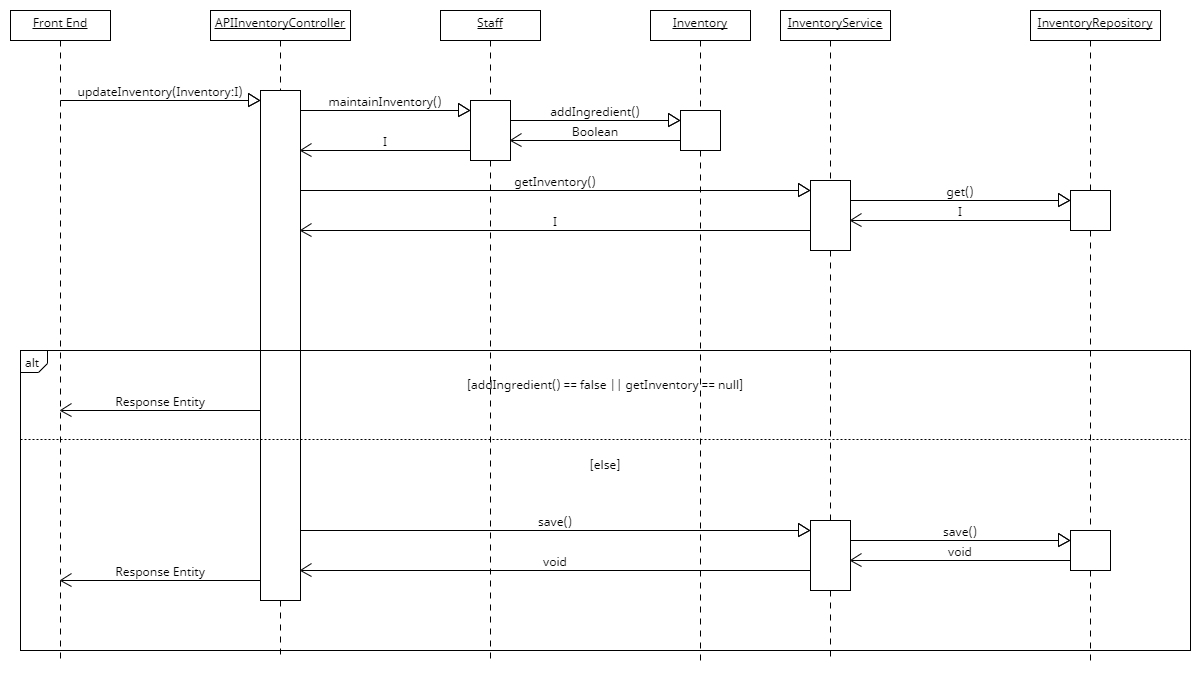 Front End
APIInventoryController
Staff
Inventory
InventoryService
InventoryRepository
updateInventory(Inventory:I)
maintainInventory()
addIngredient()
Boolean
I
getInventory()
get()
I
I
alt
[addIngredient() == false || getInventory == null]
Response Entity
[else]
save()
save()
void
void
Response Entity